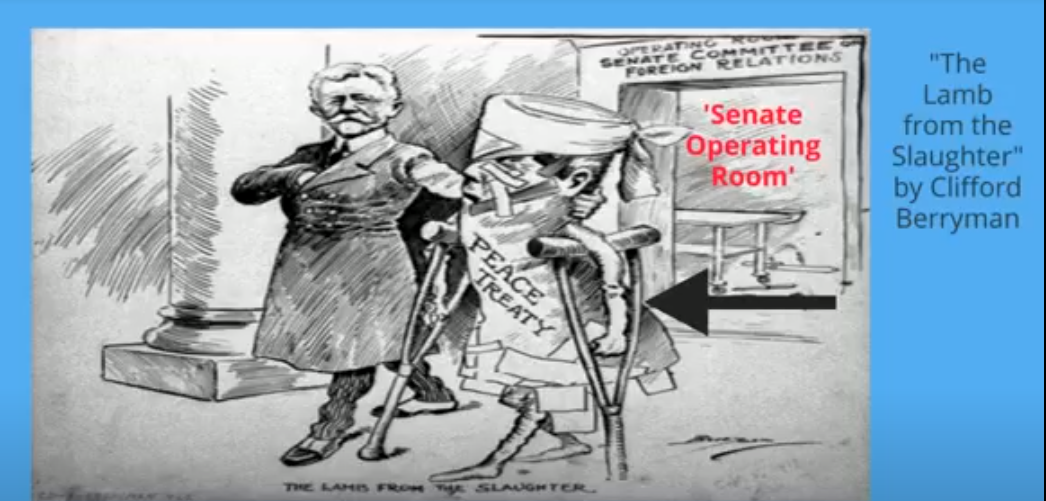 OPERATING ROOM
SENATE COMMITTEE ON
FOREIGN RELATIONS
'Senate
Operating
Room'
PEACE
TREATY
THE LAMB FROM THE SLAUGHTER.
"The
Lamb
from the
Slaughter"
by Clifford
Berryman